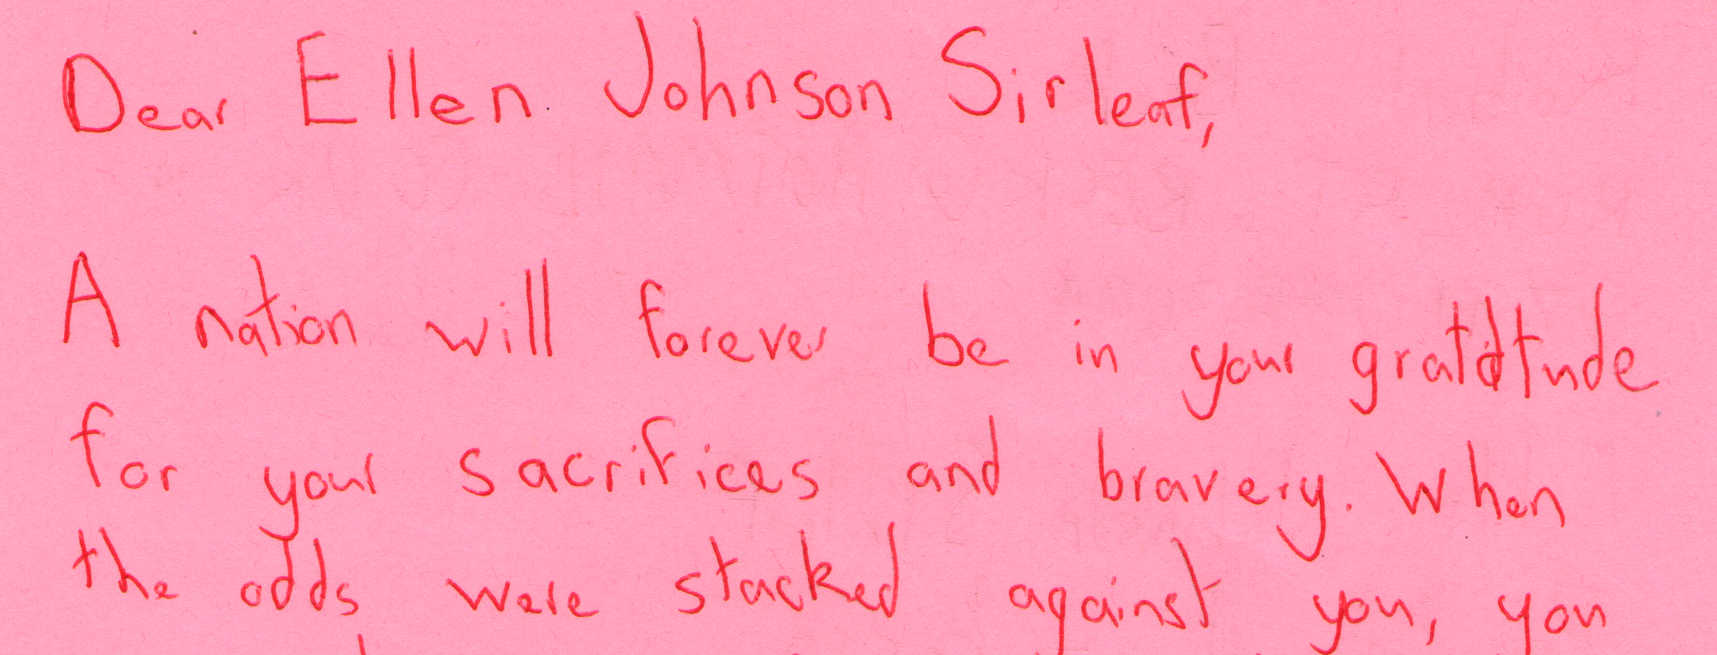 Dear Ellen Johnson Sirleaf,
A nation will forever be in your gratitude
for your sacrifices and bravery. When
the odds were stacked against you, you